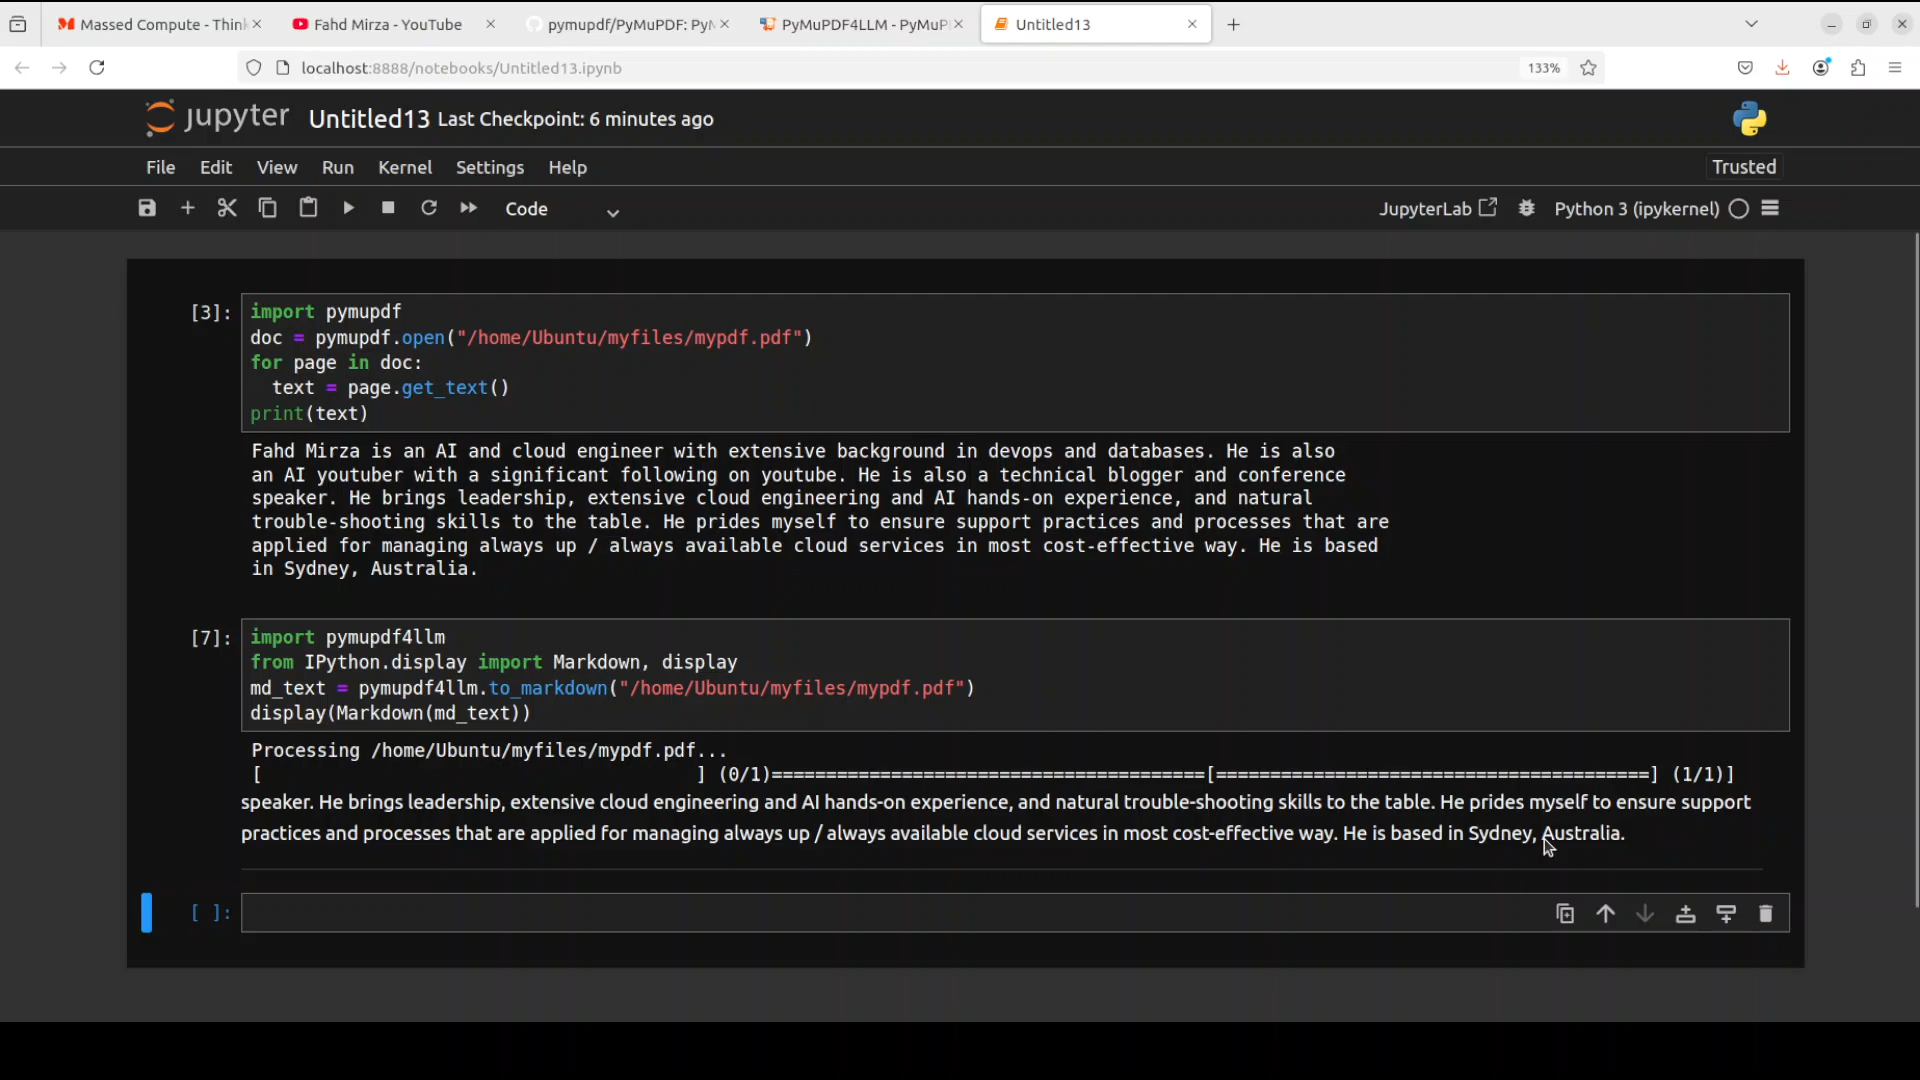 Massed Compute - Think
Fahd Mirza - YouTube
pymupdf/PyMuPDF: PyM
PyMuPDF4LLM - PyMuP
Untitled13
localhost:8888/notebooks/Untitled13.ipynb
133%
jupyter Untitled13 Last Checkpoint: 6 minutes ago
File Edit View Run Kernel Settings Help
Trusted
Code
JupyterLab
Python 3 (ipykernel)
[3]: import pymupdf
doc = pymupdf.open("/home/Ubuntu/myfiles/mypdf.pdf")
for page in doc:
  text = page.get_text()
print(text)
Fahd Mirza is an AI and cloud engineer with extensive background in devops and databases. He is also
an AI youtuber with a significant following on youtube. He is also a technical blogger and conference
speaker. He brings leadership, extensive cloud engineering and AI hands-on experience, and natural
trouble-shooting skills to the table. He prides myself to ensure support practices and processes that are
applied for managing always up / always available cloud services in most cost-effective way. He is based
in Sydney, Australia.
[7]: import pymupdf4llm
from IPython.display import Markdown, display
md_text = pymupdf4llm.to_markdown("/home/Ubuntu/myfiles/mypdf.pdf")
display(Markdown(md_text))
Processing /home/Ubuntu/myfiles/mypdf.pdf...
[                                        ] (0/1)========================================[========================================] (1/1)]
speaker. He brings leadership, extensive cloud engineering and AI hands-on experience, and natural trouble-shooting skills to the table. He prides myself to ensure support
practices and processes that are applied for managing always up / always available cloud services in most cost-effective way. He is based in Sydney, Australia.
[ ]: